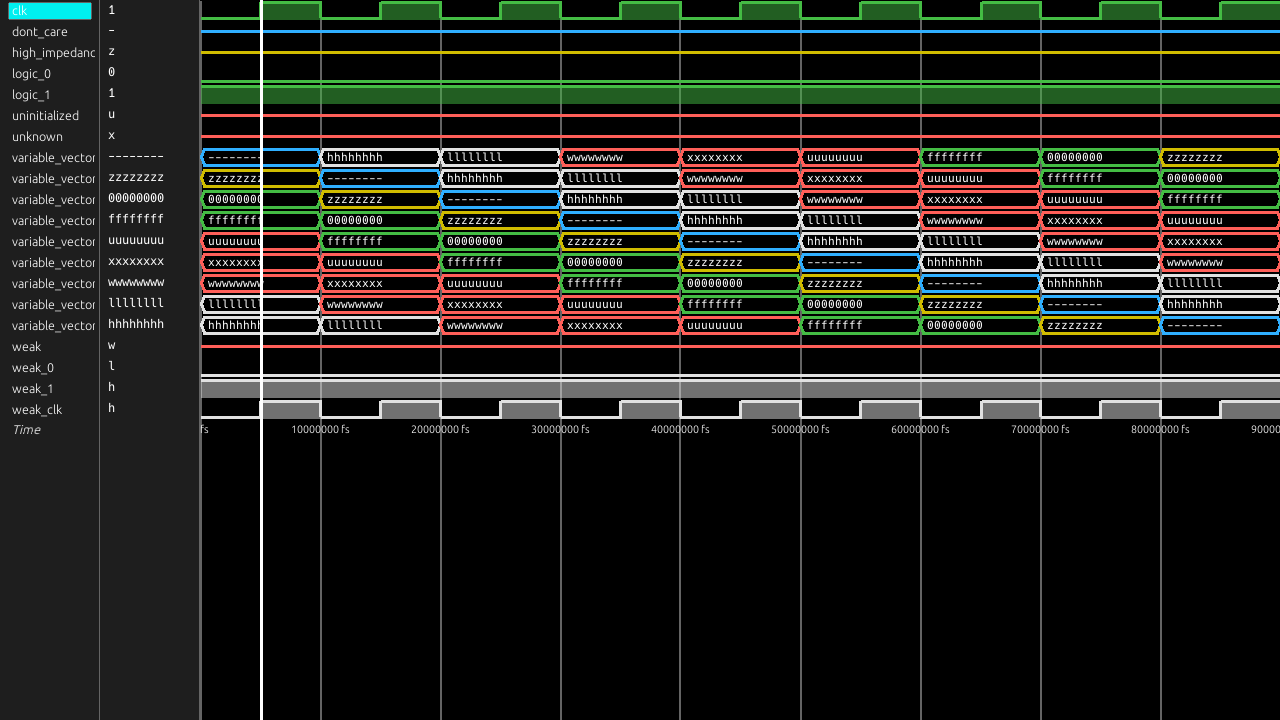 clk 1
dont_care -
high_impedanc z
logic_0 0
logic_1 1
uninitialized u
unknown x
variable_vector -------- -------- hhhhhhhh llllllll wwwwwwww xxxxxxxx uuuuuuuu ffffffff 00000000 zzzzzzzz
variable_vector zzzzzzzz zzzzzzzz -------- hhhhhhhh llllllll wwwwwwww xxxxxxxx uuuuuuuu ffffffff 00000000
variable_vector 00000000 00000000 zzzzzzzz -------- hhhhhhhh llllllll wwwwwwww xxxxxxxx uuuuuuuu ffffffff
variable_vector ffffffff ffffffff 00000000 zzzzzzzz -------- hhhhhhhh llllllll wwwwwwww xxxxxxxx uuuuuuuu
variable_vector uuuuuuuu uuuuuuuu ffffffff 00000000 zzzzzzzz -------- hhhhhhhh llllllll wwwwwwww xxxxxxxx
variable_vector xxxxxxxx xxxxxxxx uuuuuuuu ffffffff 00000000 zzzzzzzz -------- hhhhhhhh llllllll wwwwwwww
variable_vector wwwwwwww wwwwwwww xxxxxxxx uuuuuuuu ffffffff 00000000 zzzzzzzz -------- hhhhhhhh llllllll
variable_vector llllllll llllllll wwwwwwww xxxxxxxx uuuuuuuu ffffffff 00000000 zzzzzzzz -------- hhhhhhhh
variable_vector hhhhhhhh hhhhhhhh llllllll wwwwwwww xxxxxxxx uuuuuuuu ffffffff 00000000 zzzzzzzz --------
weak w
weak_0 l
weak_1 h
weak_clk h
Time fs 10000000 fs 20000000 fs 30000000 fs 40000000 fs 50000000 fs 60000000 fs 70000000 fs 80000000 fs 90000